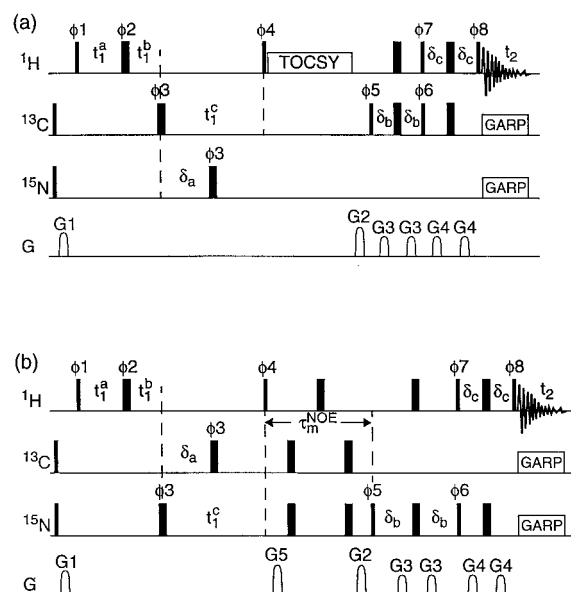 (a)
ϕ1 ϕ2 ϕ4 ϕ7 ϕ8
¹H t₁ᵃ t₁ᵇ TOCSY δc δc t₂
ϕ3 ϕ5 ϕ6
¹³C t₁ᶜ δb δb GARP
ϕ3
¹⁵N δa GARP
G1 G2 G3 G3 G4 G4
G
(b)
ϕ1 ϕ2 ϕ4 ϕ7 ϕ8
¹H t₁ᵃ t₁ᵇ δc δc t₂
τₘᴺᴼᴱ
ϕ3
¹³C δa GARP
ϕ3 ϕ5 ϕ6
¹⁵N t₁ᶜ δb δb GARP
G1 G5 G2 G3 G3 G4 G4
G